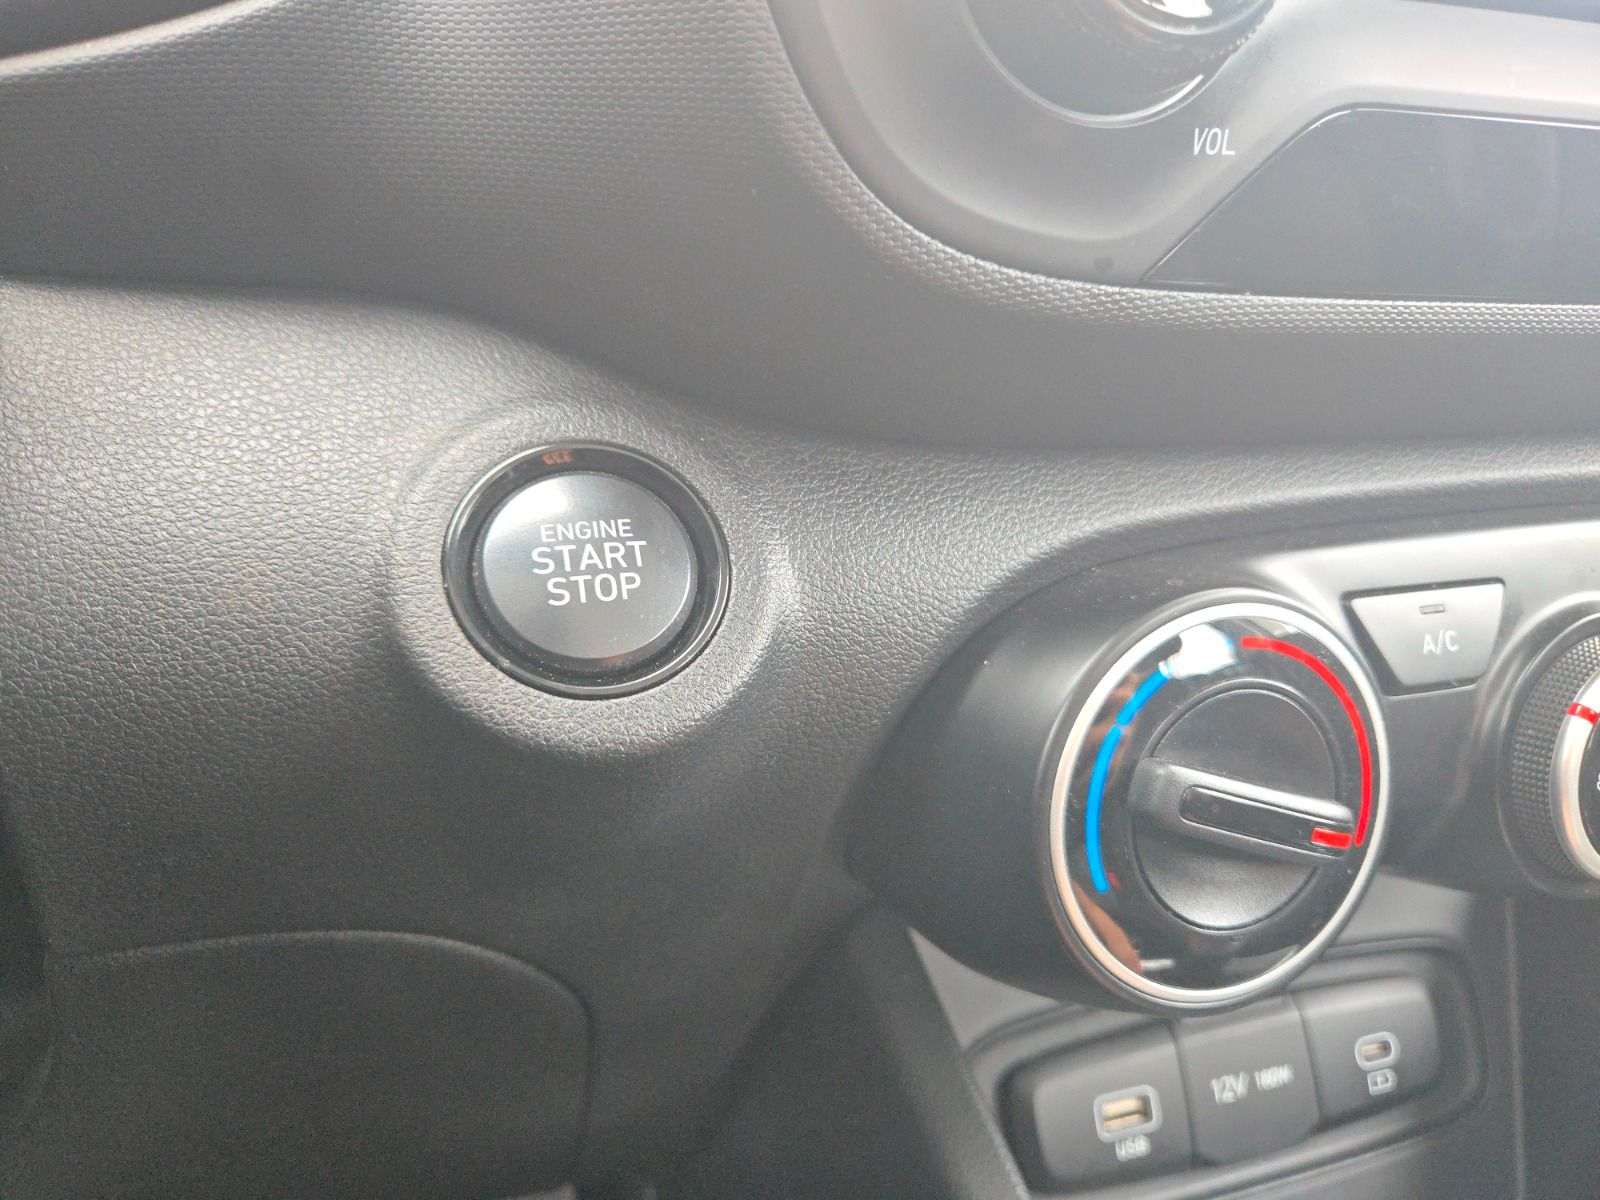 VOL
ENGINE
START
STOP
A/C
12V 180W
USB